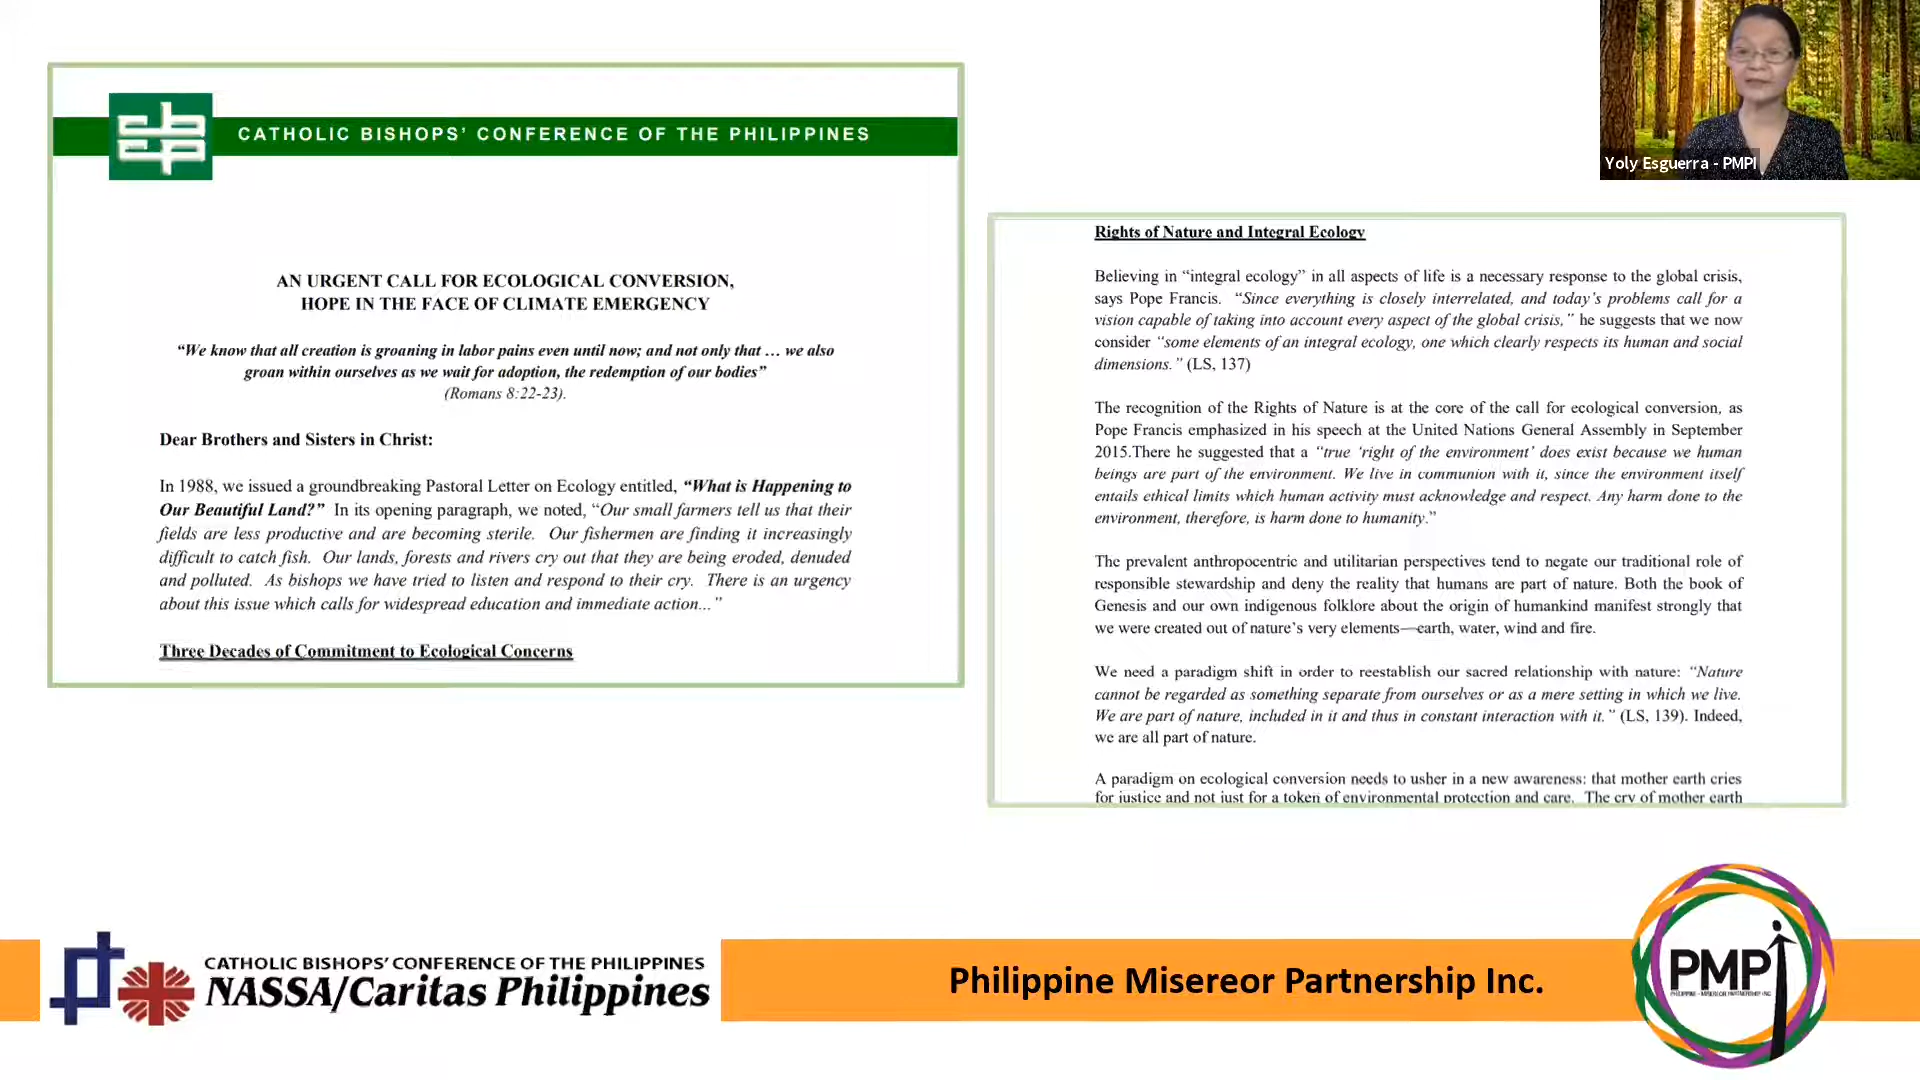 CATHOLIC BISHOPS’ CONFERENCE OF THE PHILIPPINES
AN URGENT CALL FOR ECOLOGICAL CONVERSION,
HOPE IN THE FACE OF CLIMATE EMERGENCY
“We know that all creation is groaning in labor pains even until now; and not only that … we also
groan within ourselves as we wait for adoption, the redemption of our bodies”
(Romans 8:22-23).
Dear Brothers and Sisters in Christ:
In 1988, we issued a groundbreaking Pastoral Letter on Ecology entitled, “What is Happening to
Our Beautiful Land?” In its opening paragraph, we noted, “Our small farmers tell us that their
fields are less productive and are becoming sterile. Our fishermen are finding it increasingly
difficult to catch fish. Our lands, forests and rivers cry out that they are being eroded, denuded
and polluted. As bishops we have tried to listen and respond to their cry. There is an urgency
about this issue which calls for widespread education and immediate action...”
Three Decades of Commitment to Ecological Concerns
Yoly Esguerra - PMPI
Rights of Nature and Integral Ecology
Believing in “integral ecology” in all aspects of life is a necessary response to the global crisis,
says Pope Francis. “Since everything is closely interrelated, and today’s problems call for a
vision capable of taking into account every aspect of the global crisis,” he suggests that we now
consider “some elements of an integral ecology, one which clearly respects its human and social
dimensions.” (LS, 137)
The recognition of the Rights of Nature is at the core of the call for ecological conversion, as
Pope Francis emphasized in his speech at the United Nations General Assembly in September
2015.There he suggested that a “true ‘right of the environment’ does exist because we human
beings are part of the environment. We live in communion with it, since the environment itself
entails ethical limits which human activity must acknowledge and respect. Any harm done to the
environment, therefore, is harm done to humanity.”
The prevalent anthropocentric and utilitarian perspectives tend to negate our traditional role of
responsible stewardship and deny the reality that humans are part of nature. Both the book of
Genesis and our own indigenous folklore about the origin of humankind manifest strongly that
we were created out of nature’s very elements—earth, water, wind and fire.
We need a paradigm shift in order to reestablish our sacred relationship with nature: “Nature
cannot be regarded as something separate from ourselves or as a mere setting in which we live.
We are part of nature, included in it and thus in constant interaction with it.” (LS, 139). Indeed,
we are all part of nature.
A paradigm on ecological conversion needs to usher in a new awareness: that mother earth cries
for justice and not just for a token of environmental protection and care. The cry of mother earth
CATHOLIC BISHOPS’ CONFERENCE OF THE PHILIPPINES
NASSA/Caritas Philippines
Philippine Misereor Partnership Inc.
PMPI
PHILIPPINE - MISEREOR PARTNERSHIP INC.